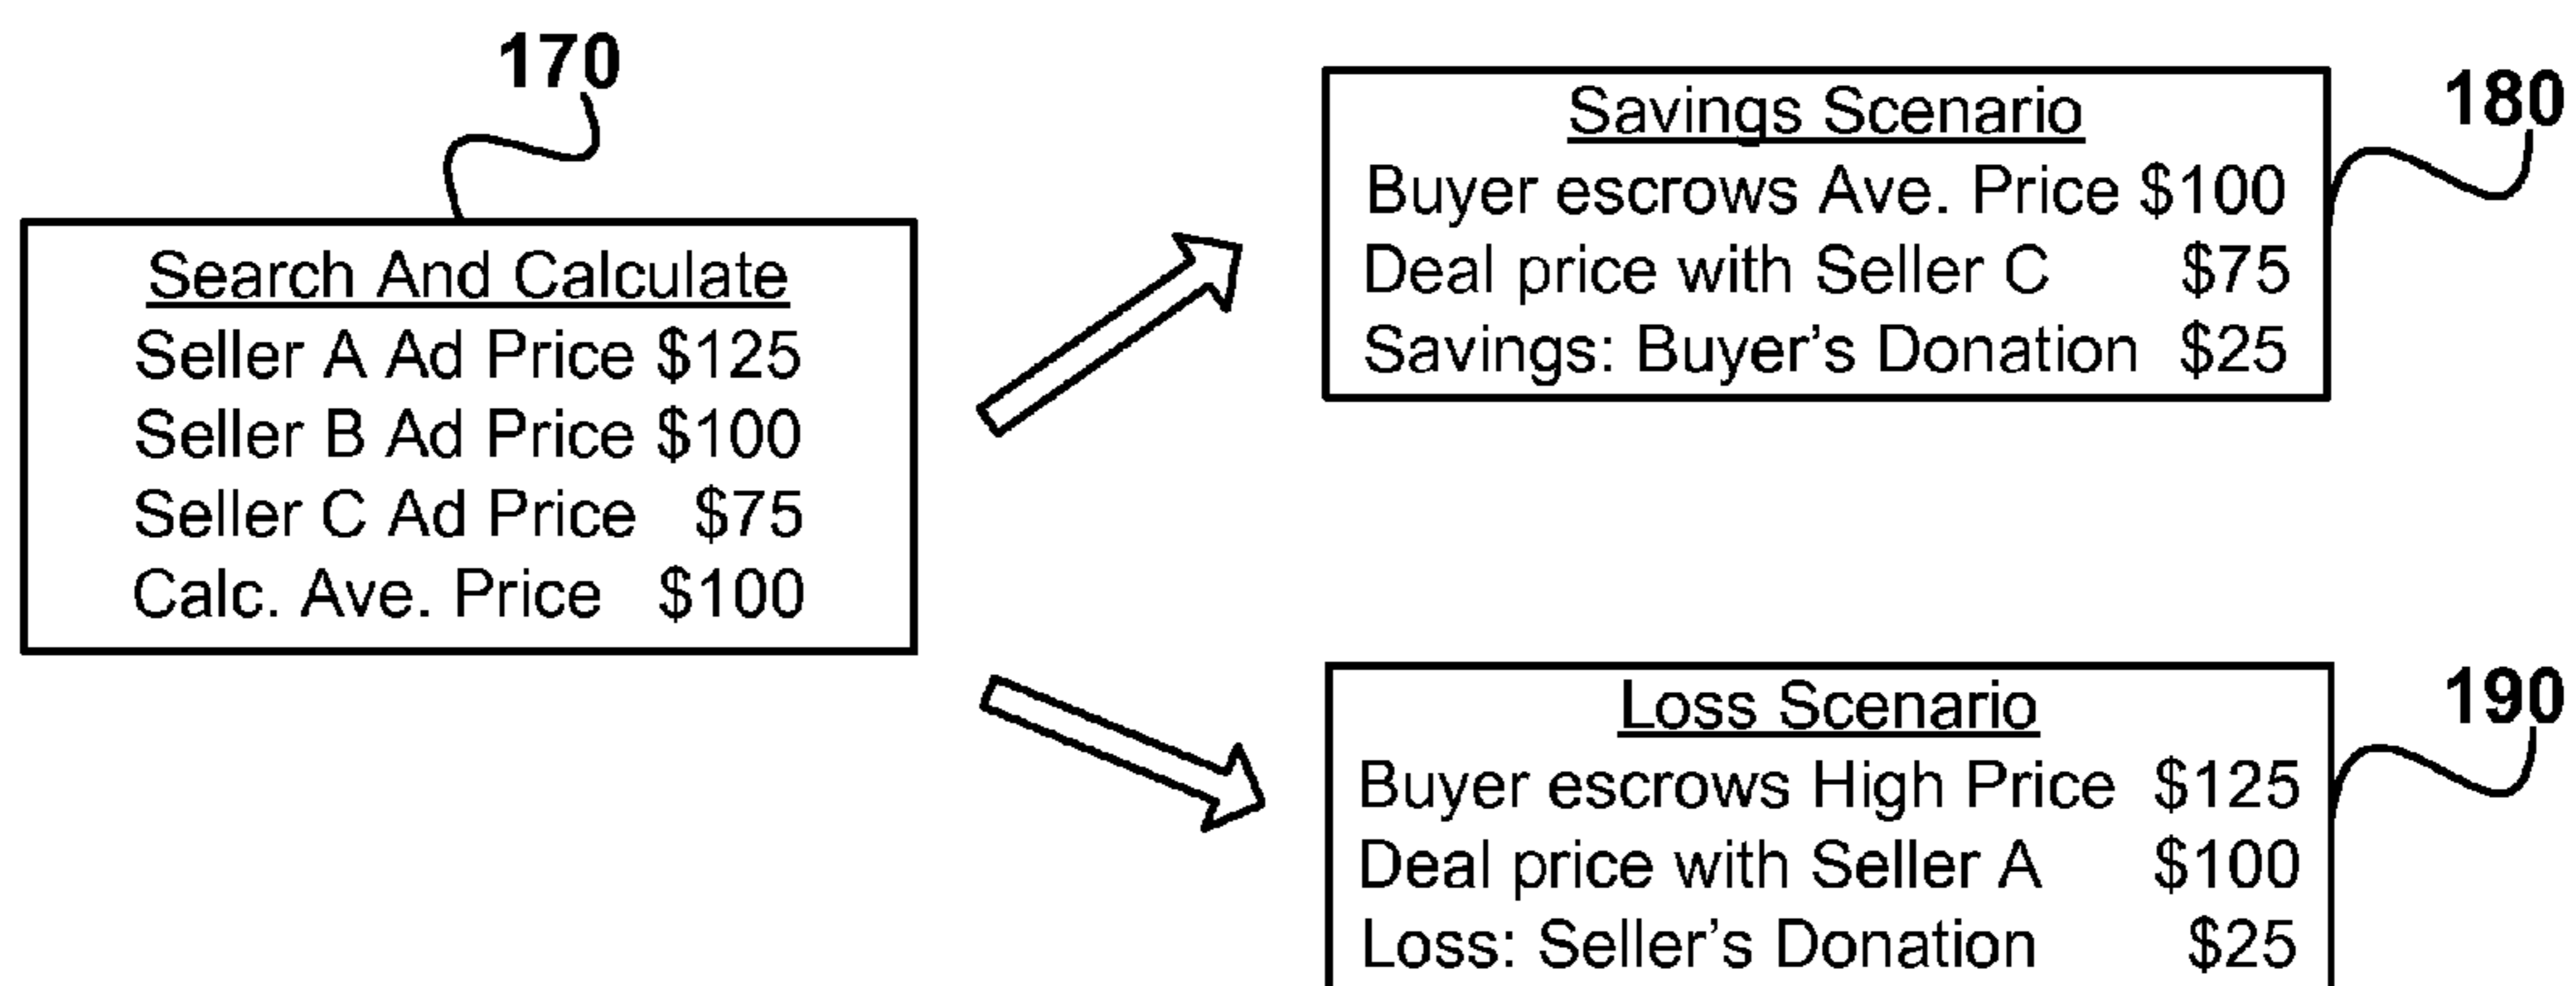 170
Search And Calculate
Seller A Ad Price $125
Seller B Ad Price $100
Seller C Ad Price $75
Calc. Ave. Price $100
180
Savings Scenario
Buyer escrows Ave. Price $100
Deal price with Seller C $75
Savings: Buyer’s Donation $25
190
Loss Scenario
Buyer escrows High Price $125
Deal price with Seller A $100
Loss: Seller’s Donation $25